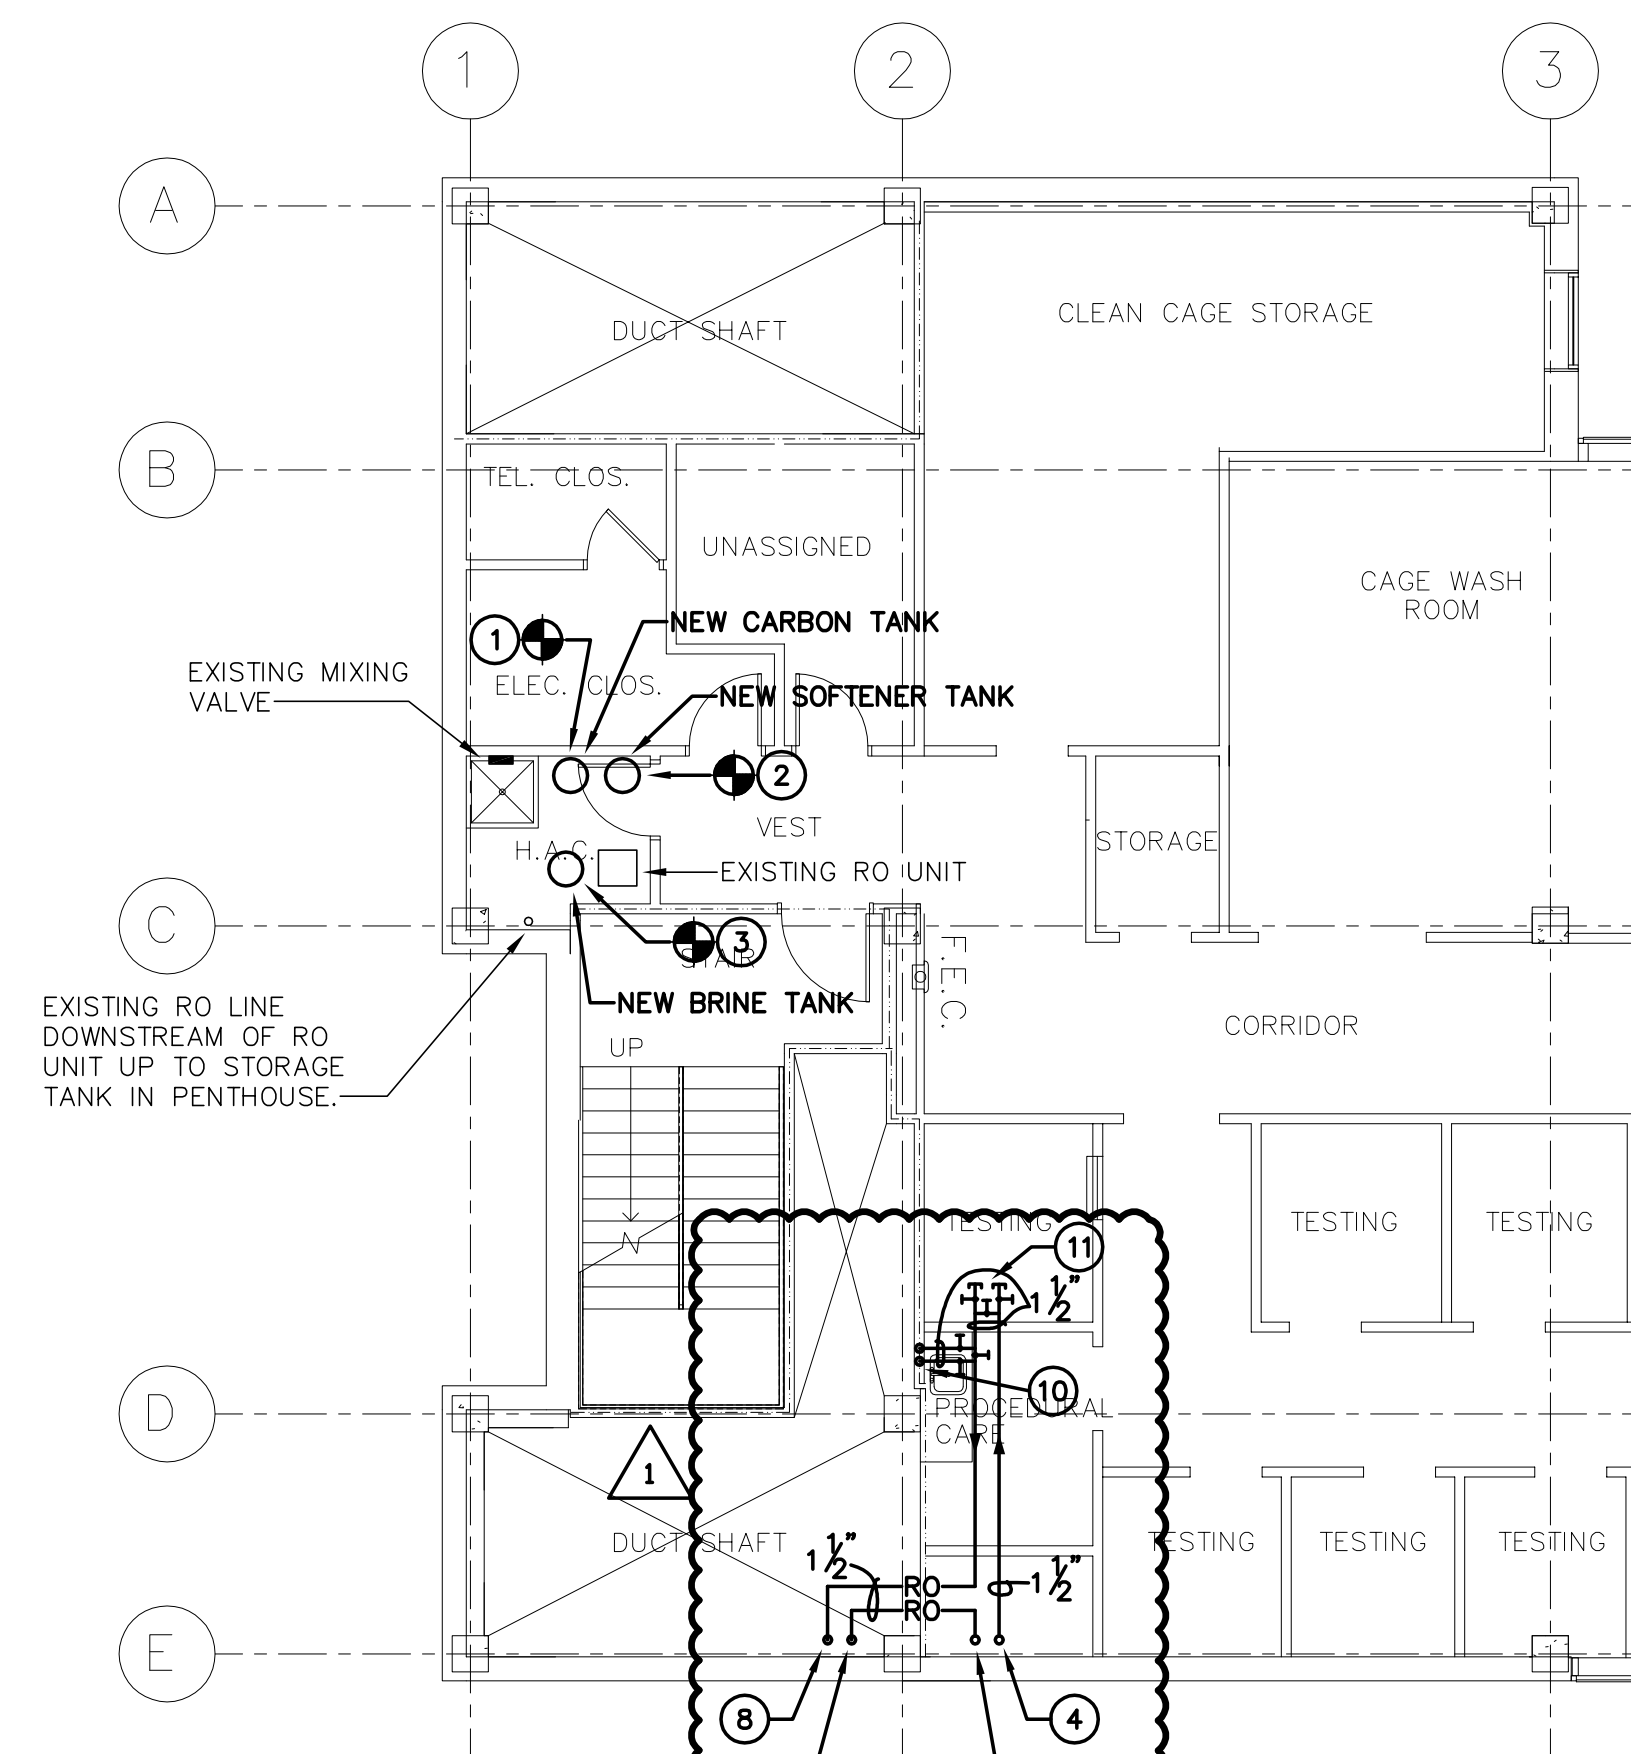 1
2
3
A
DUCT SHAFT
CLEAN CAGE STORAGE
B
TEL. CLOS.
UNASSIGNED
CAGE WASH
ROOM
1
NEW CARBON TANK
EXISTING MIXING
VALVE
ELEC. CLOS.
NEW SOFTENER TANK
2
VEST
STORAGE
H.A.C.
EXISTING RO UNIT
C
3
STAIR
F.E.C.
NEW BRINE TANK
EXISTING RO LINE
DOWNSTREAM OF RO
UNIT UP TO STORAGE
TANK IN PENTHOUSE.
CORRIDOR
UP
TESTING
TESTING
TESTING
11
1 1/2"
N
10
D
PROCEDURAL
CARE
1
DUCT SHAFT
TESTING
TESTING
TESTING
1 1/2"
RO
1 1/2"
RO
E
8
4